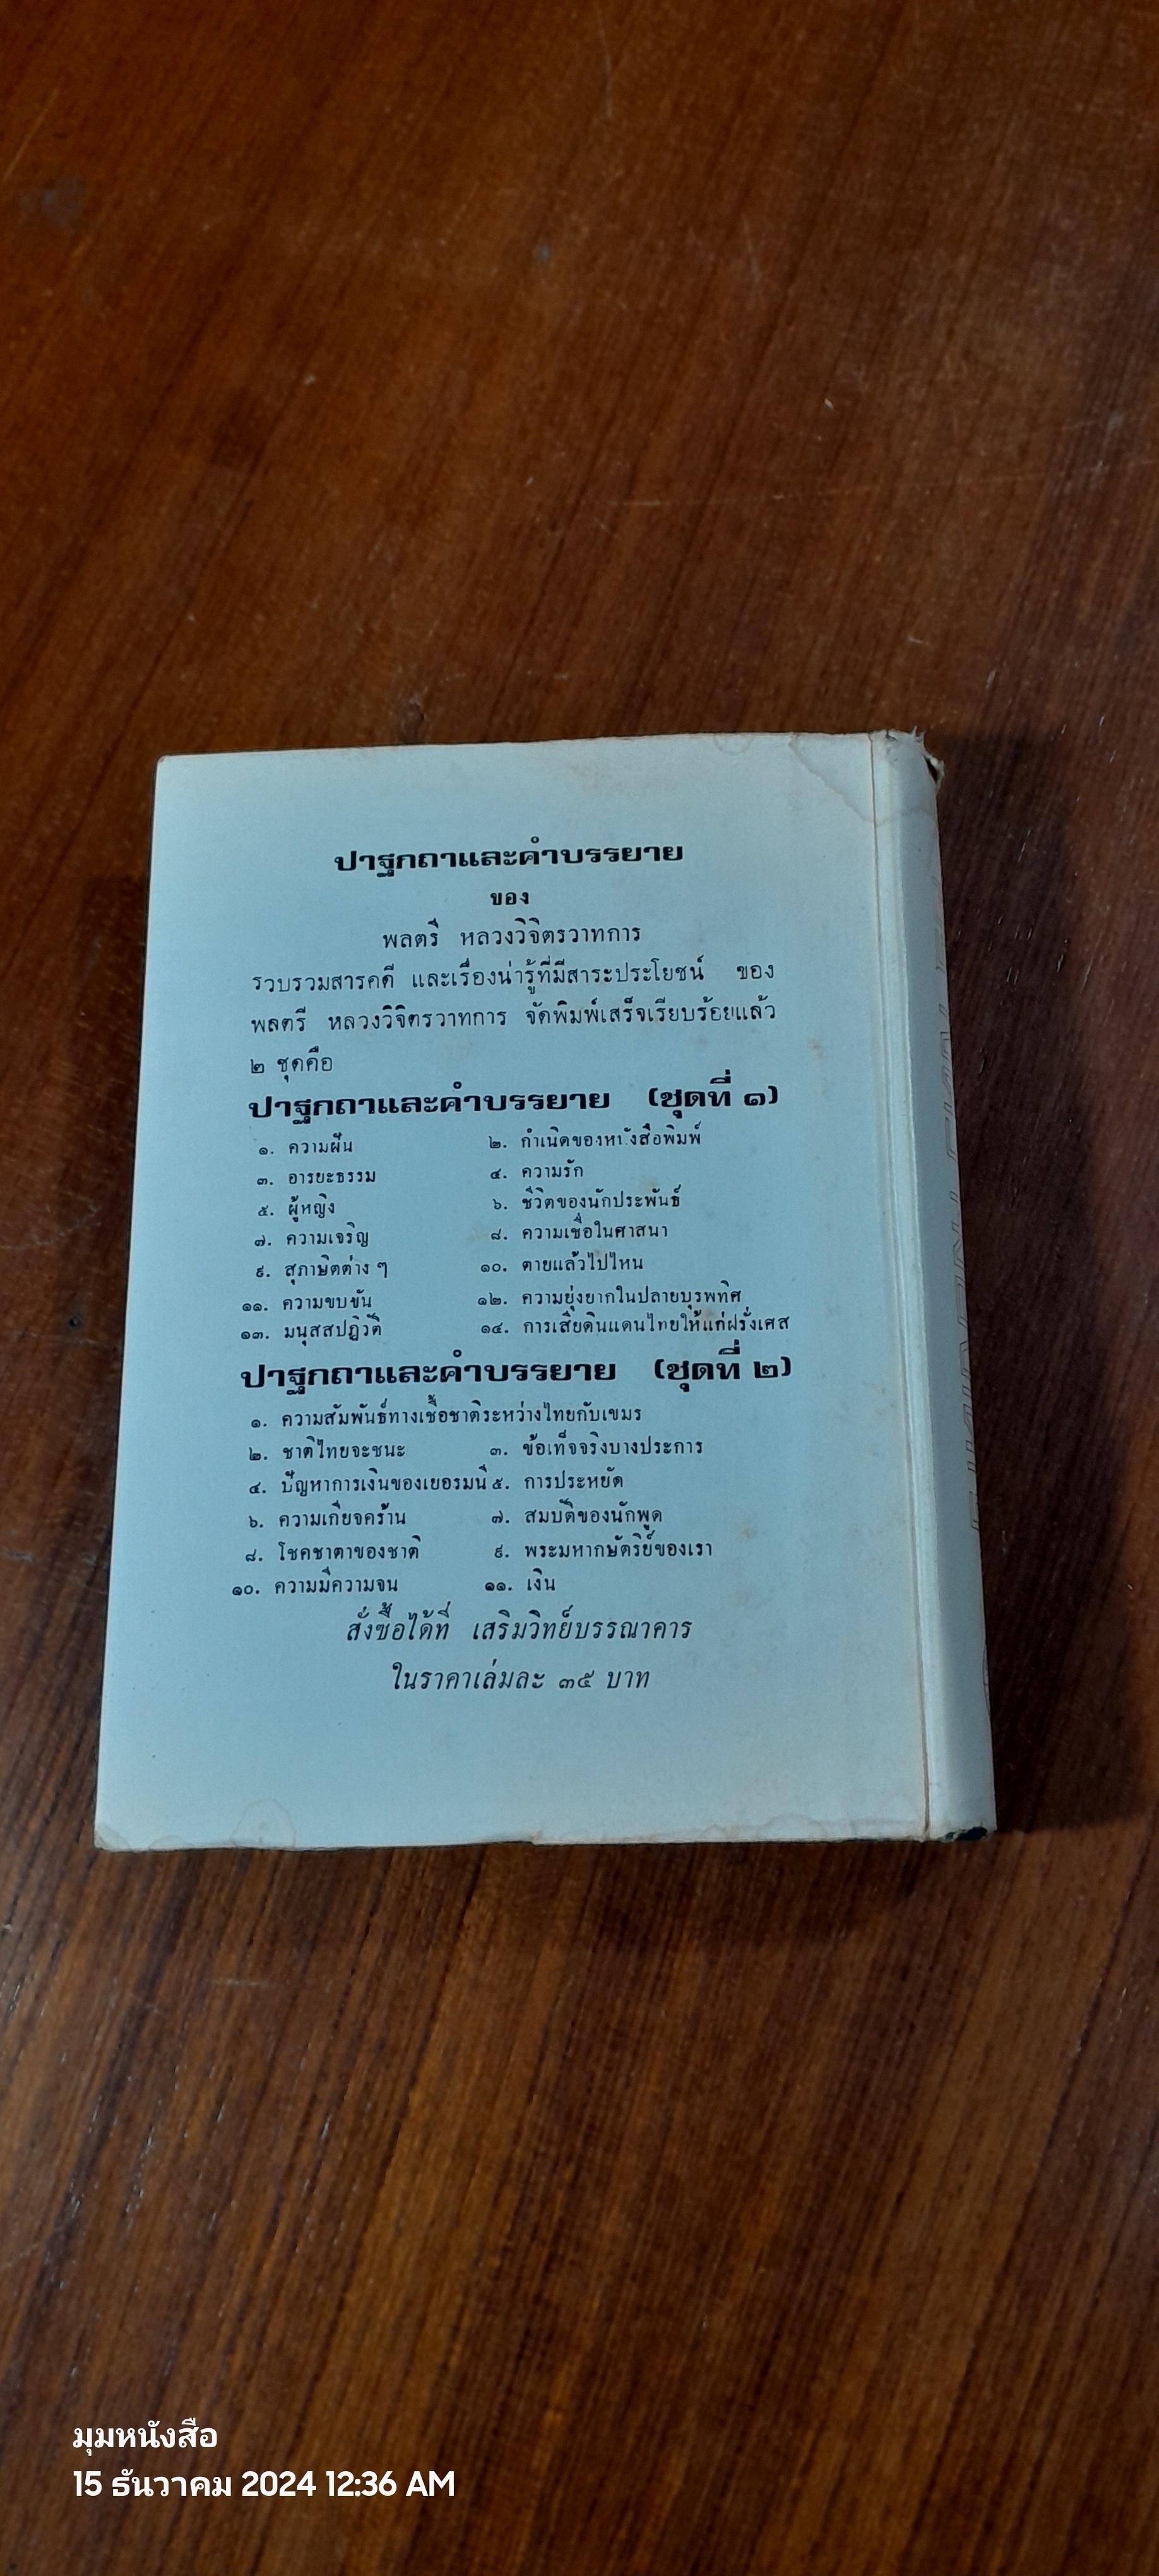 ปาฐกถาและคำบรรยาย
ของ
พลตรี หลวงวิจิตรวาทการ
รวบรวมสารคดี และเรื่องน่ารู้ที่มีสาระประโยชน์ ของ
พลตรี หลวงวิจิตรวาทการ จัดพิมพ์เสร็จเรียบร้อยแล้ว
๒ ชุดคือ
ปาฐกถาและคำบรรยาย (ชุดที่ ๑)
๑. ความฝัน ๒. กำเนิดของหนังสือพิมพ์
๓. อารยะธรรม ๔. ความรัก
๕. ผู้หญิง ๖. ชีวิตของนักประพันธ์
๗. ความเจริญ ๘. ความเชื่อในศาสนา
๙. สุภาษิตต่าง ๆ ๑๐. ตายแล้วไปไหน
๑๑. ความขบขัน ๑๒. ความยุ่งยากในปลายบุรพทิศ
๑๓. มนุสสปฏิวัติ ๑๔. การเสียดินแดนไทยให้แก่ฝรั่งเศส
ปาฐกถาและคำบรรยาย (ชุดที่ ๒)
๑. ความสัมพันธ์ทางเชื้อชาติระหว่างไทยกับเขมร
๒. ชาติไทยจะชนะ ๓. ข้อเท็จจริงบางประการ
๔. ปัญหาการเงินของเยอรมนี ๕. การประหยัด
๖. ความเกียจคร้าน ๗. สมบัติของนักพูด
๘. โชคชาตาของชาติ ๙. พระมหากษัตริย์ของเรา
๑๐. ความมีความจน ๑๑. เงิน
สั่งซื้อได้ที่ เสริมวิทย์บรรณาคาร
ในราคาเล่มละ ๓๕ บาท
มุมหนังสือ
15 ธันวาคม 2024 12:36 AM